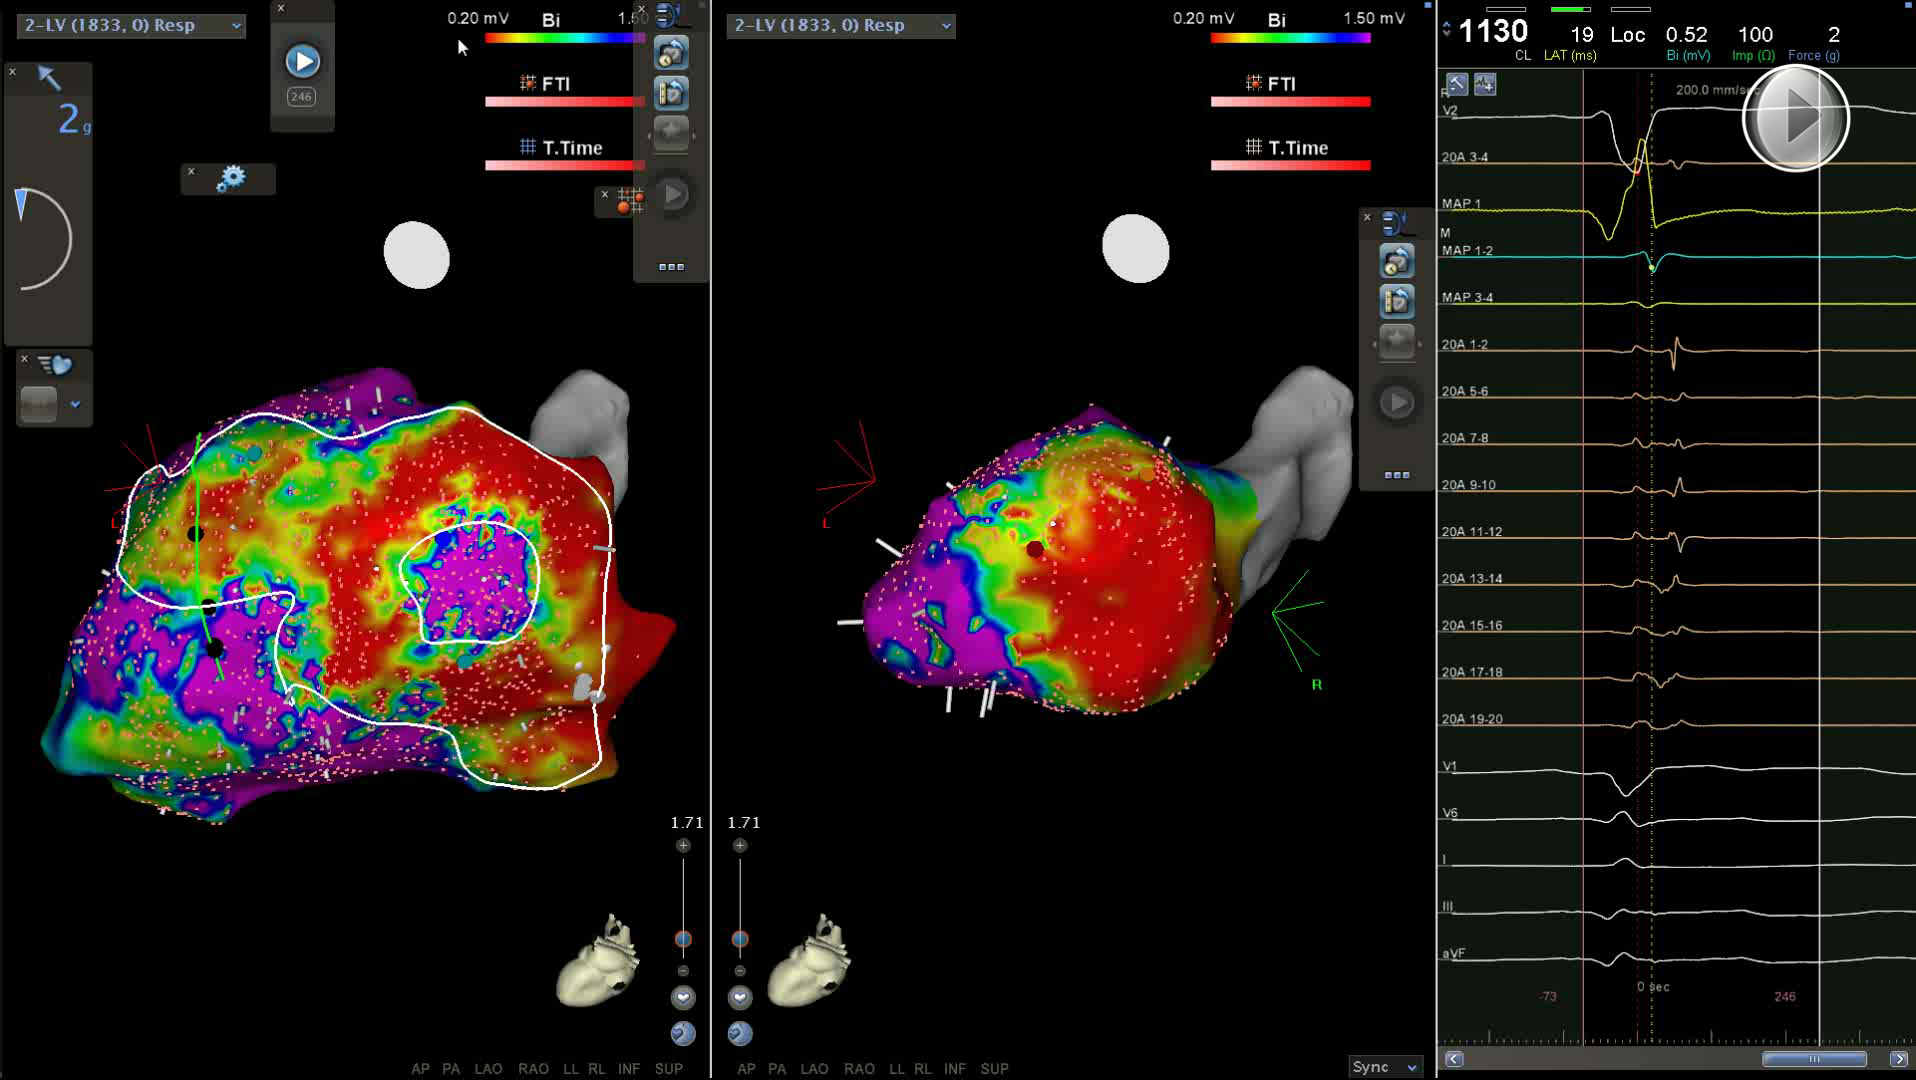 2-LV (1833, 0) Resp
0.20 mV Bi 1.50
246
FTI
T.Time
2 g
L
1.71
AP PA LAO RAO LL RL INF SUP
2-LV (1833, 0) Resp
0.20 mV Bi 1.50 mV
FTI
T.Time
L
R
1.71
AP PA LAO RAO LL RL INF SUP
Sync
1130 19 Loc 0.52 100 2
CL LAT (ms) Bi (mV) Imp (Ω) Force (g)
200.0 mm/sec
V2
20A 3-4
MAP 1
M
MAP 1-2
MAP 3-4
20A 1-2
20A 5-6
20A 7-8
20A 9-10
20A 11-12
20A 13-14
20A 15-16
20A 17-18
20A 19-20
V1
V6
I
III
aVF
0 sec
-73 246